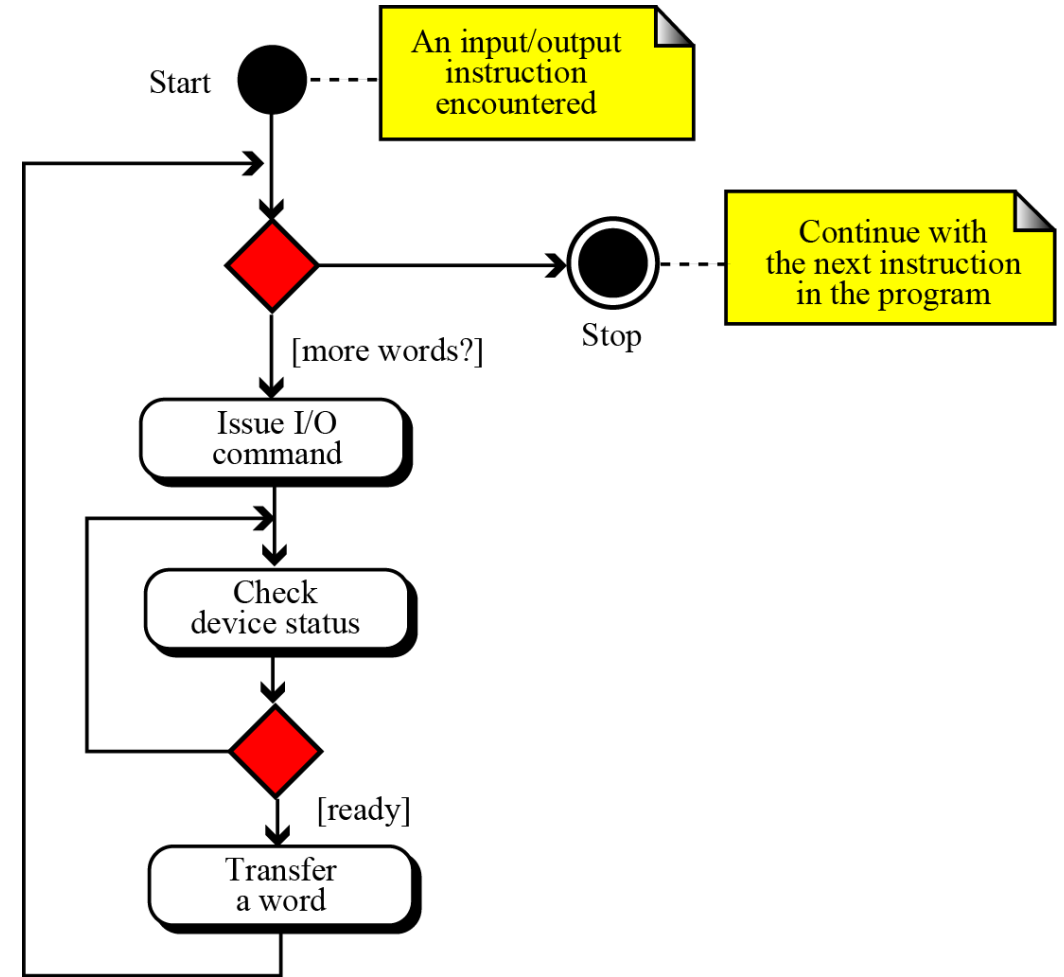 An input/output
instruction
encountered
Start
Continue with
the next instruction
in the program
Stop
[more words?]
Issue I/O
command
Check
device status
[ready]
Transfer
a word